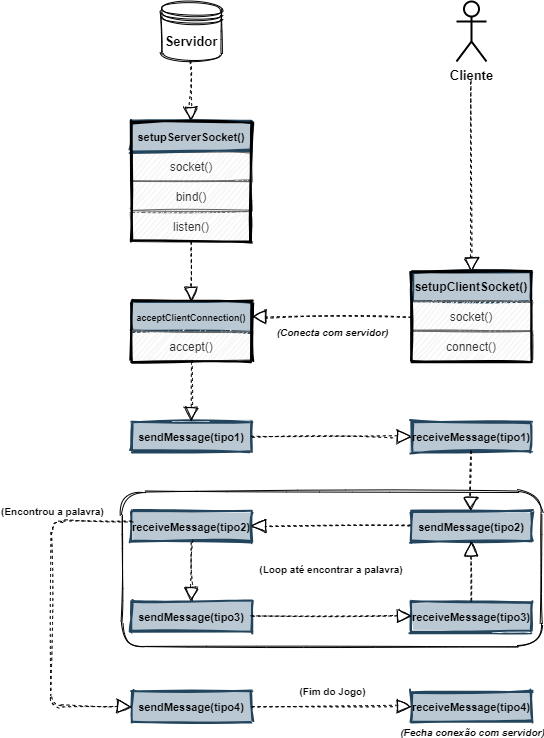 Servidor
Cliente
setupServerSocket()
socket()
bind()
listen()
setupClientSocket()
socket()
connect()
acceptClientConnection()
accept()
(Conecta com servidor)
sendMessage(tipo1)
receiveMessage(tipo1)
(Encontrou a palavra)
receiveMessage(tipo2)
sendMessage(tipo2)
(Loop até encontrar a palavra)
sendMessage(tipo3)
receiveMessage(tipo3)
sendMessage(tipo4)
(Fim do Jogo)
receiveMessage(tipo4)
(Fecha conexão com servidor)